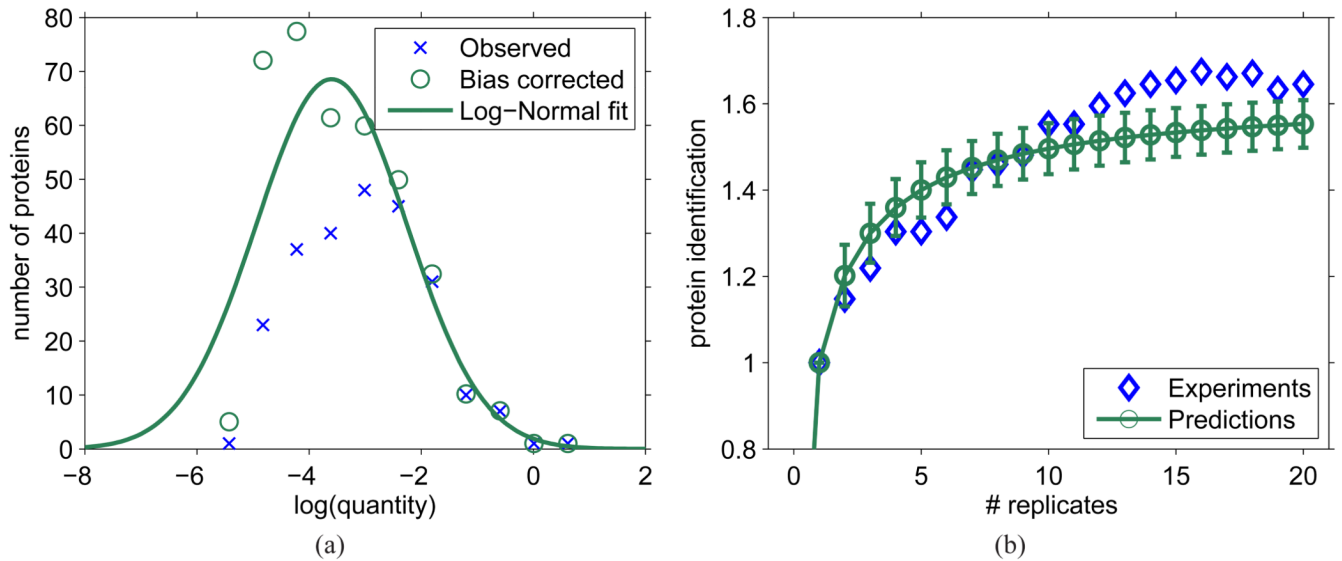 80
70
60
50
40
30
20
10
0
−8
−6
−4
−2
0
2
number of proteins
log(quantity)
Observed
Bias corrected
Log−Normal fit
(a)
1.8
1.6
1.4
1.2
1
0.8
0
5
10
15
20
protein identification
# replicates
Experiments
Predictions
(b)